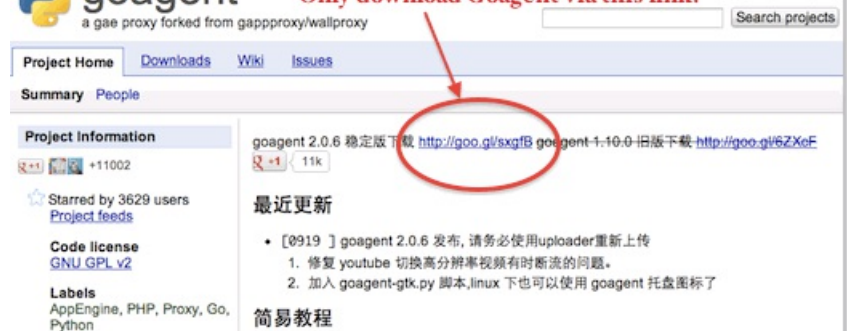 goagent
Only download Goagent via this link!
a gae proxy forked from gappproxy/wallproxy
Search projects
Project Home Downloads Wiki Issues
Summary People
Project Information
+1 +11002
Starred by 3629 users
Project feeds
Code license
GNU GPL v2
Labels
AppEngine, PHP, Proxy, Go,
Python
goagent 2.0.6 稳定版下载 http://goo.gl/sxgfB goagent 1.10.0 旧版下载 http://goo.gl/6ZXcF
+1 11k
最近更新
• [0919 ] goagent 2.0.6 发布, 请务必使用uploader重新上传
1. 修复 youtube 切换高分辨率视频有时断流的问题。
2. 加入 goagent-gtk.py 脚本,linux 下也可以使用 goagent 托盘图标了
简易教程